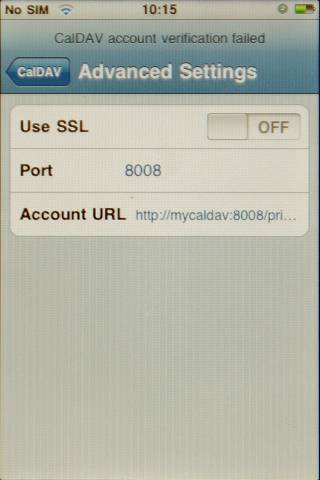 No SIM 10:15
CalDAV account verification failed
CalDAV Advanced Settings
Use SSL OFF
Port 8008
Account URL http://mycaldav:8008/pri...